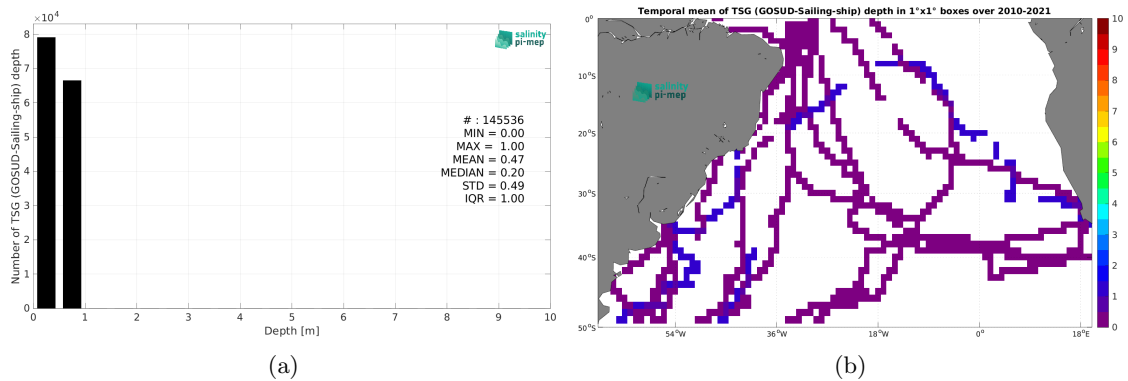 ×10⁴
8
7
6
5
4
3
2
1
0
Number of TSG (GOSUD-Sailing-ship) depth
0 1 2 3 4 5 6 7 8 9 10
Depth [m]
salinity
pi-mep
# : 145536
MIN = 0.00
MAX = 1.00
MEAN = 0.47
MEDIAN = 0.20
STD = 0.49
IQR = 1.00
(a)
Temporal mean of TSG (GOSUD-Sailing-ship) depth in 1°x1° boxes over 2010-2021
0°
10°S
20°S
30°S
40°S
50°S
54°W 36°W 18°W 0° 18°E
salinity
pi-mep
10
9
8
7
6
5
4
3
2
1
0
(b)